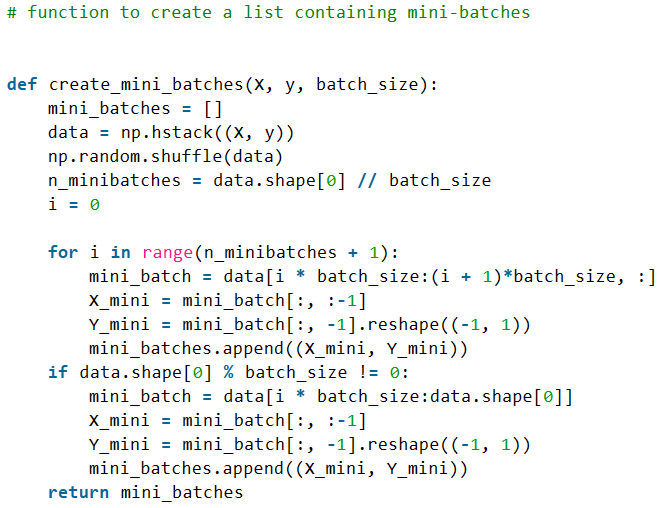 # function to create a list containing mini-batches
def create_mini_batches(X, y, batch_size):
    mini_batches = []
    data = np.hstack((X, y))
    np.random.shuffle(data)
    n_minibatches = data.shape[0] // batch_size
    i = 0
    for i in range(n_minibatches + 1):
        mini_batch = data[i * batch_size:(i + 1)*batch_size, :]
        X_mini = mini_batch[:, :-1]
        Y_mini = mini_batch[:, -1].reshape((-1, 1))
        mini_batches.append((X_mini, Y_mini))
    if data.shape[0] % batch_size != 0:
        mini_batch = data[i * batch_size:data.shape[0]]
        X_mini = mini_batch[:, :-1]
        Y_mini = mini_batch[:, -1].reshape((-1, 1))
        mini_batches.append((X_mini, Y_mini))
    return mini_batches